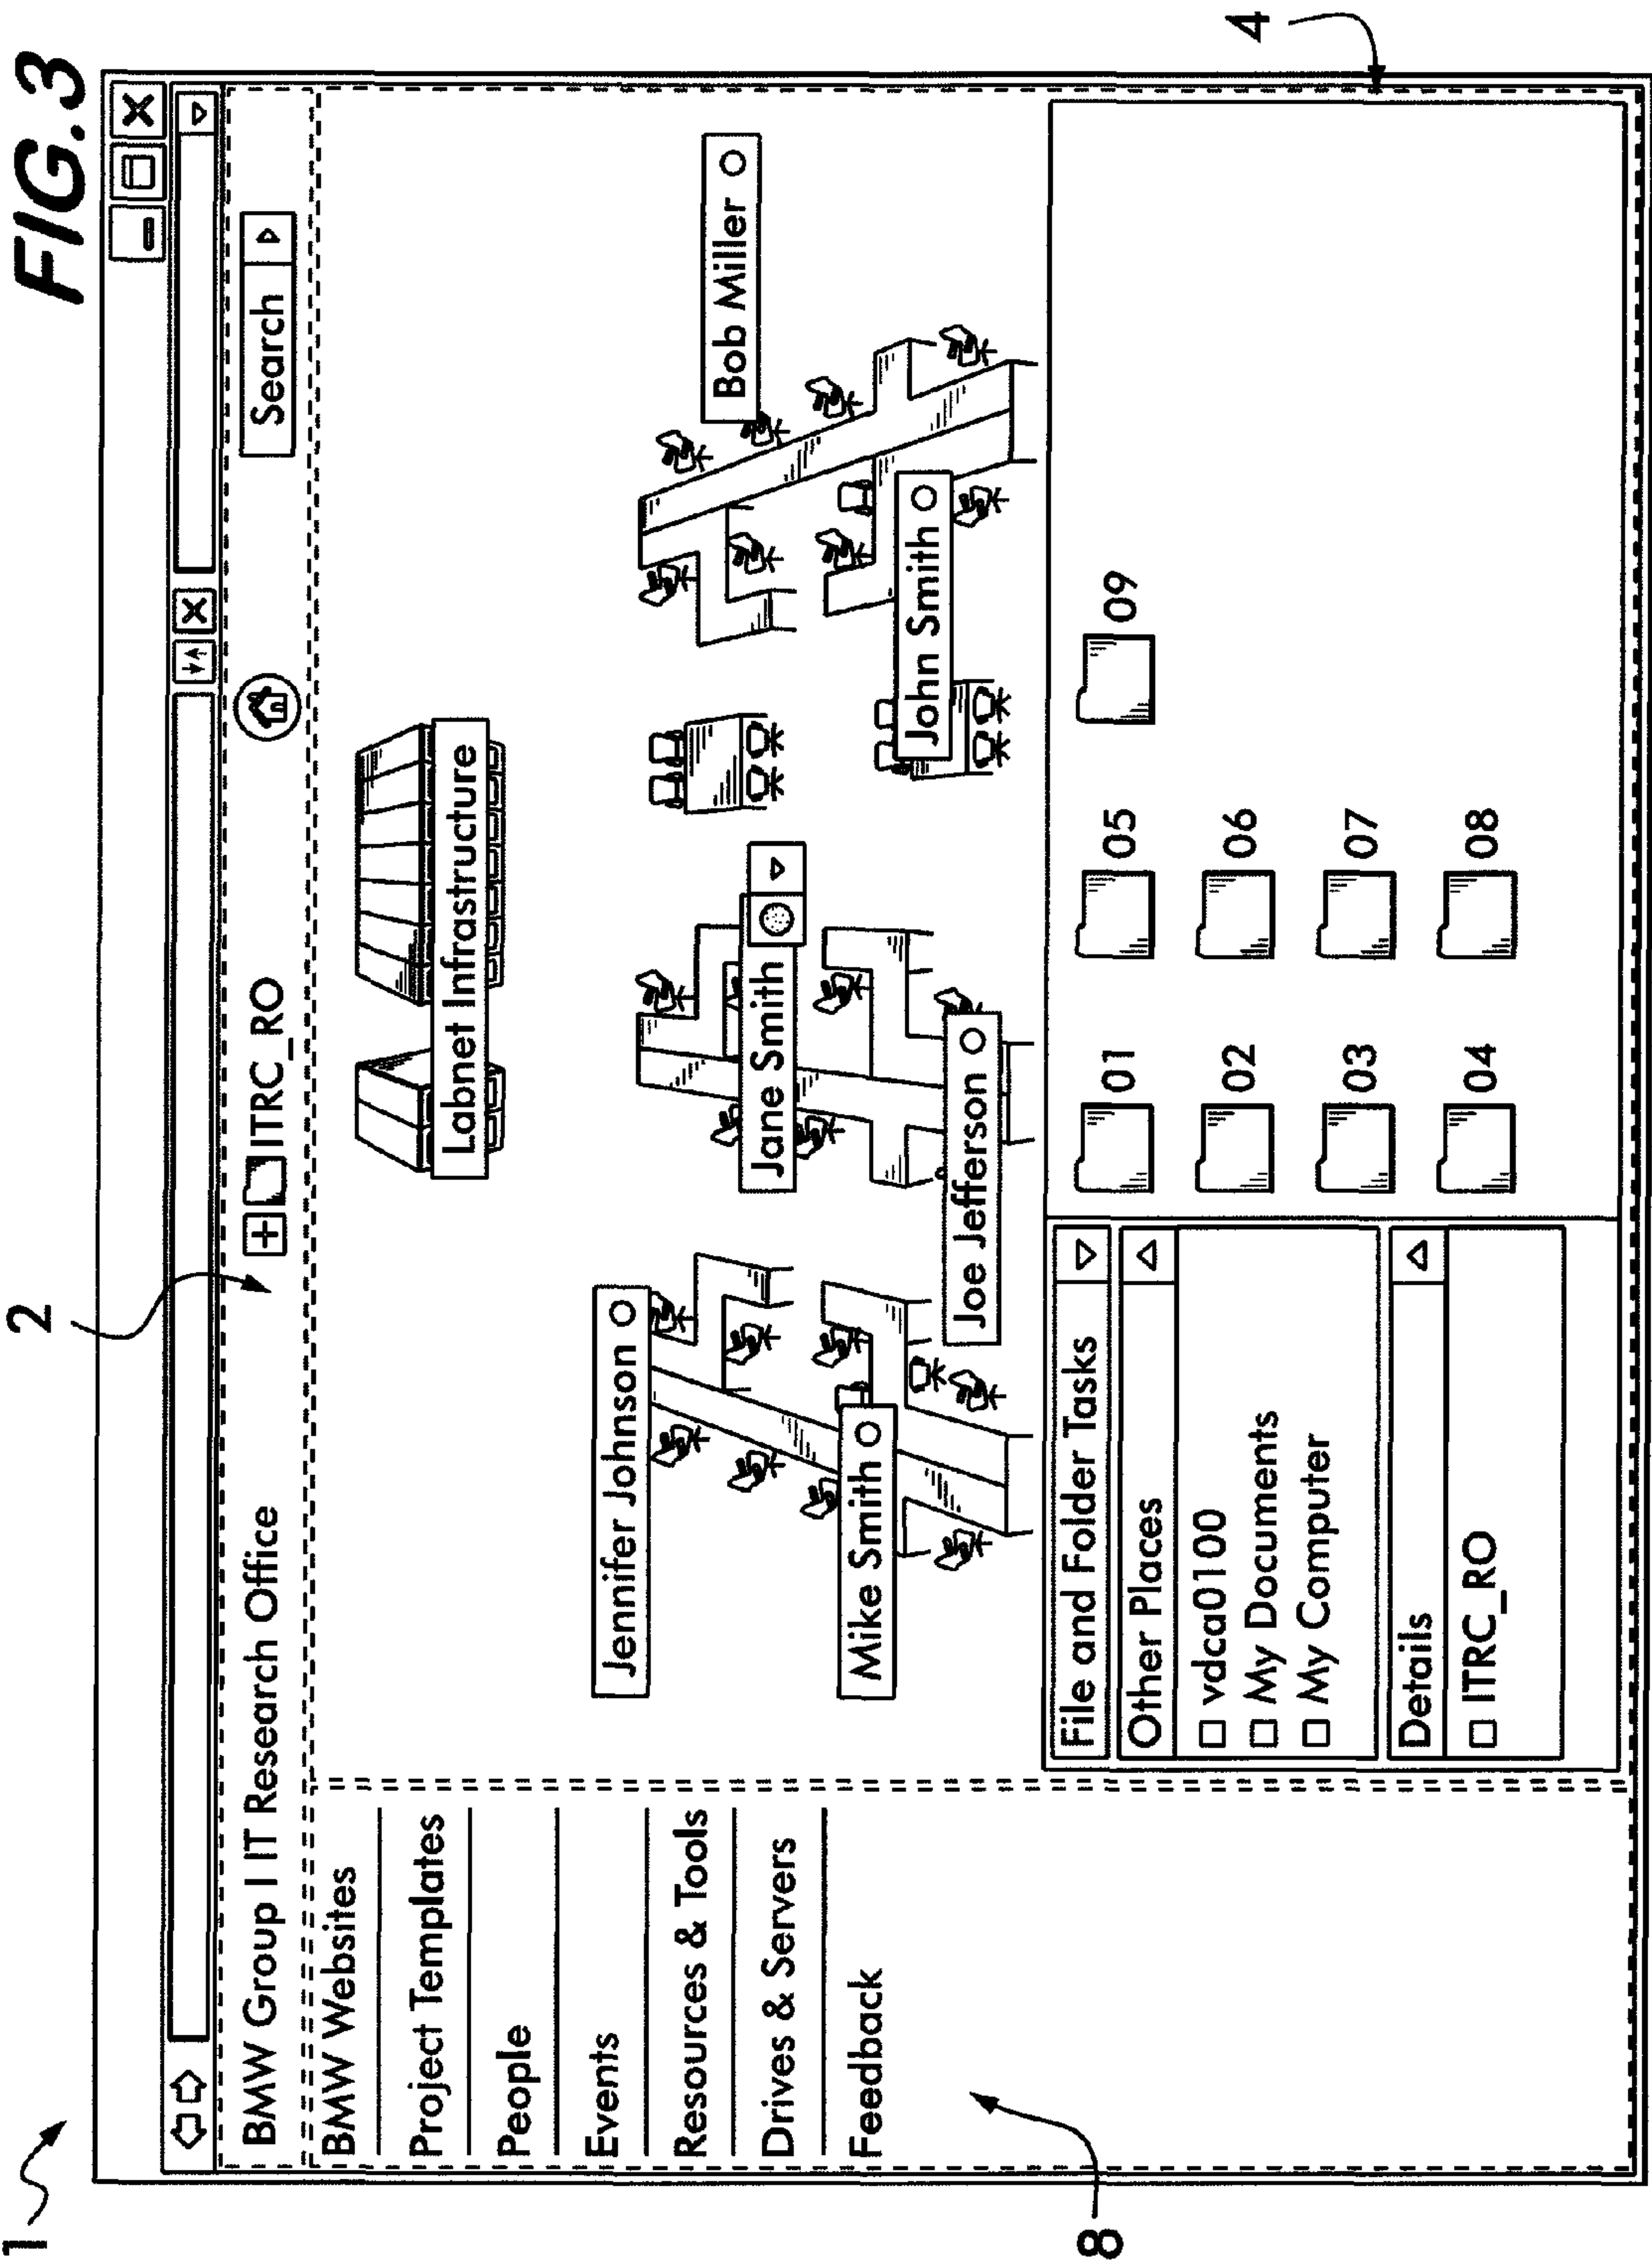 FIG.3
1
2
BMW Group | IT Research Office
ITRC_RO
Search
BMW Websites
Project Templates
People
Events
Resources & Tools
Drives & Servers
Feedback
8
Labnet Infrastructure
Jennifer Johnson
Bob Miller
Jane Smith
Mike Smith
John Smith
Joe Jefferson
File and Folder Tasks
Other Places
vdca0100
My Documents
My Computer
Details
ITRC_RO
01 05 09
02 06
03 07
04 08
4